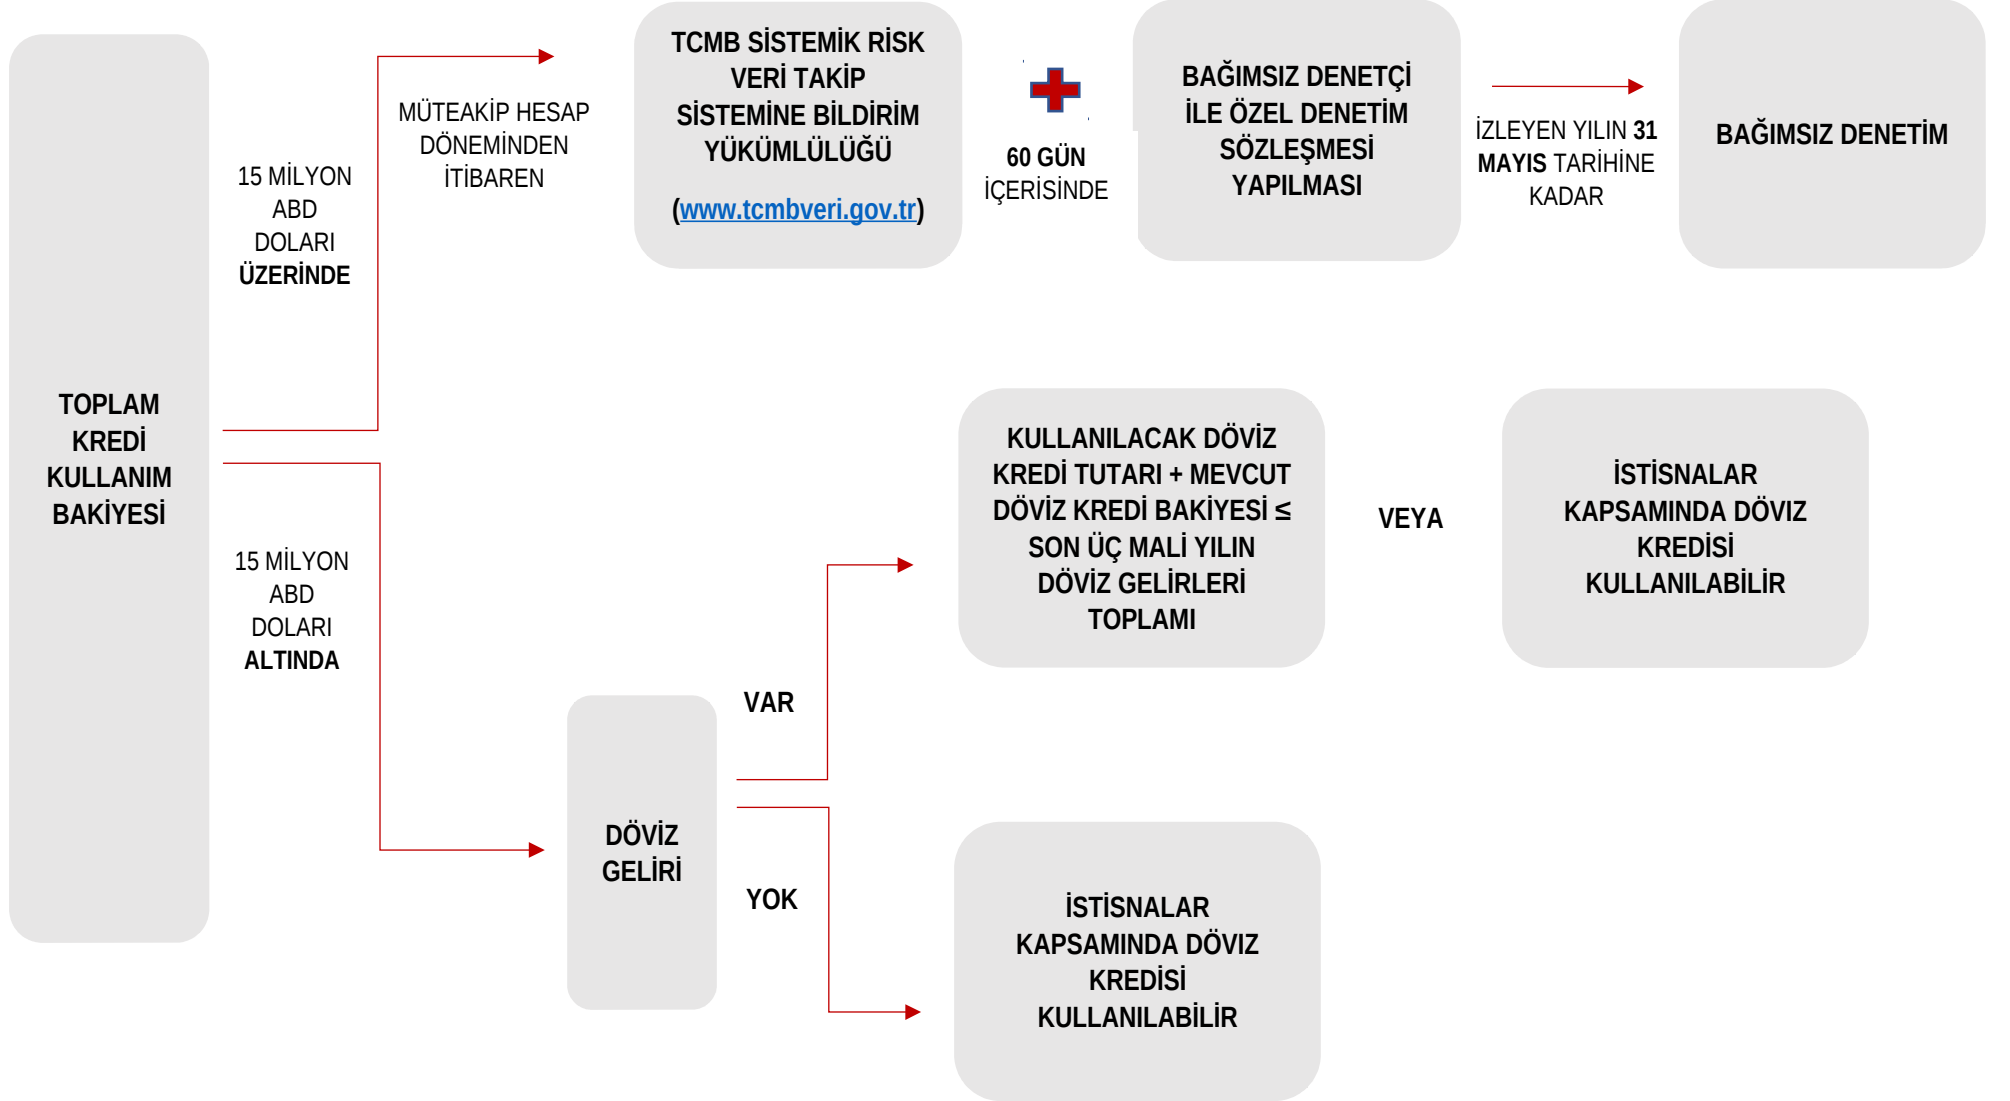 TOPLAM
KREDİ
KULLANIM
BAKİYESİ
15 MİLYON
ABD
DOLARI
ÜZERİNDE
MÜTEAKİP HESAP
DÖNEMİNDEN
İTİBAREN
TCMB SİSTEMİK RİSK
VERİ TAKİP
SİSTEMİNE BİLDİRİM
YÜKÜMLÜLÜĞÜ
(www.tcmbveri.gov.tr)
60 GÜN
İÇERİSİNDE
BAĞIMSIZ DENETÇİ
İLE ÖZEL DENETİM
SÖZLEŞMESİ
YAPILMASI
İZLEYEN YILIN 31
MAYIS TARİHİNE
KADAR
BAĞIMSIZ DENETİM
15 MİLYON
ABD
DOLARI
ALTINDA
DÖVİZ
GELİRİ
VAR
KULLANILACAK DÖVİZ
KREDİ TUTARI + MEVCUT
DÖVİZ KREDİ BAKİYESİ ≤
SON ÜÇ MALİ YILIN
DÖVİZ GELİRLERİ
TOPLAMI
VEYA
İSTİSNALAR
KAPSAMINDA DÖVIZ
KREDİSİ
KULLANILABİLİR
YOK
İSTİSNALAR
KAPSAMINDA DÖVIZ
KREDİSİ
KULLANILABİLİR